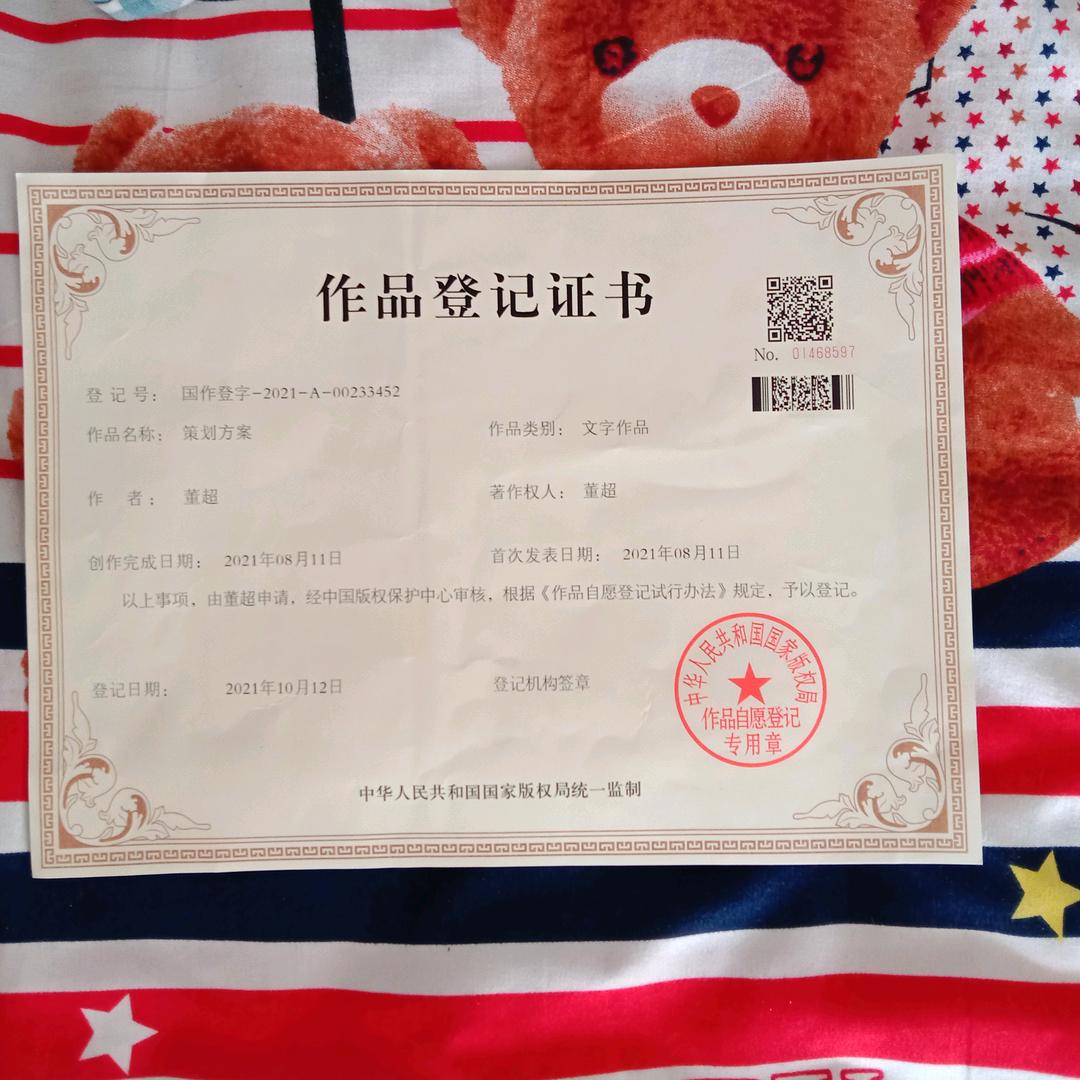 作品登记证书
No. 01468597
登 记 号： 国作登字-2021-A-00233452
作品名称： 策划方案
作品类别： 文字作品
作 者： 董超
著作权人： 董超
创作完成日期： 2021年08月11日
首次发表日期： 2021年08月11日
以上事项，由董超申请，经中国版权保护中心审核，根据《作品自愿登记试行办法》规定，予以登记。
登记日期： 2021年10月12日
登记机构签章
中华人民共和国国家版权局
作品自愿登记
专用章
中华人民共和国国家版权局统一监制